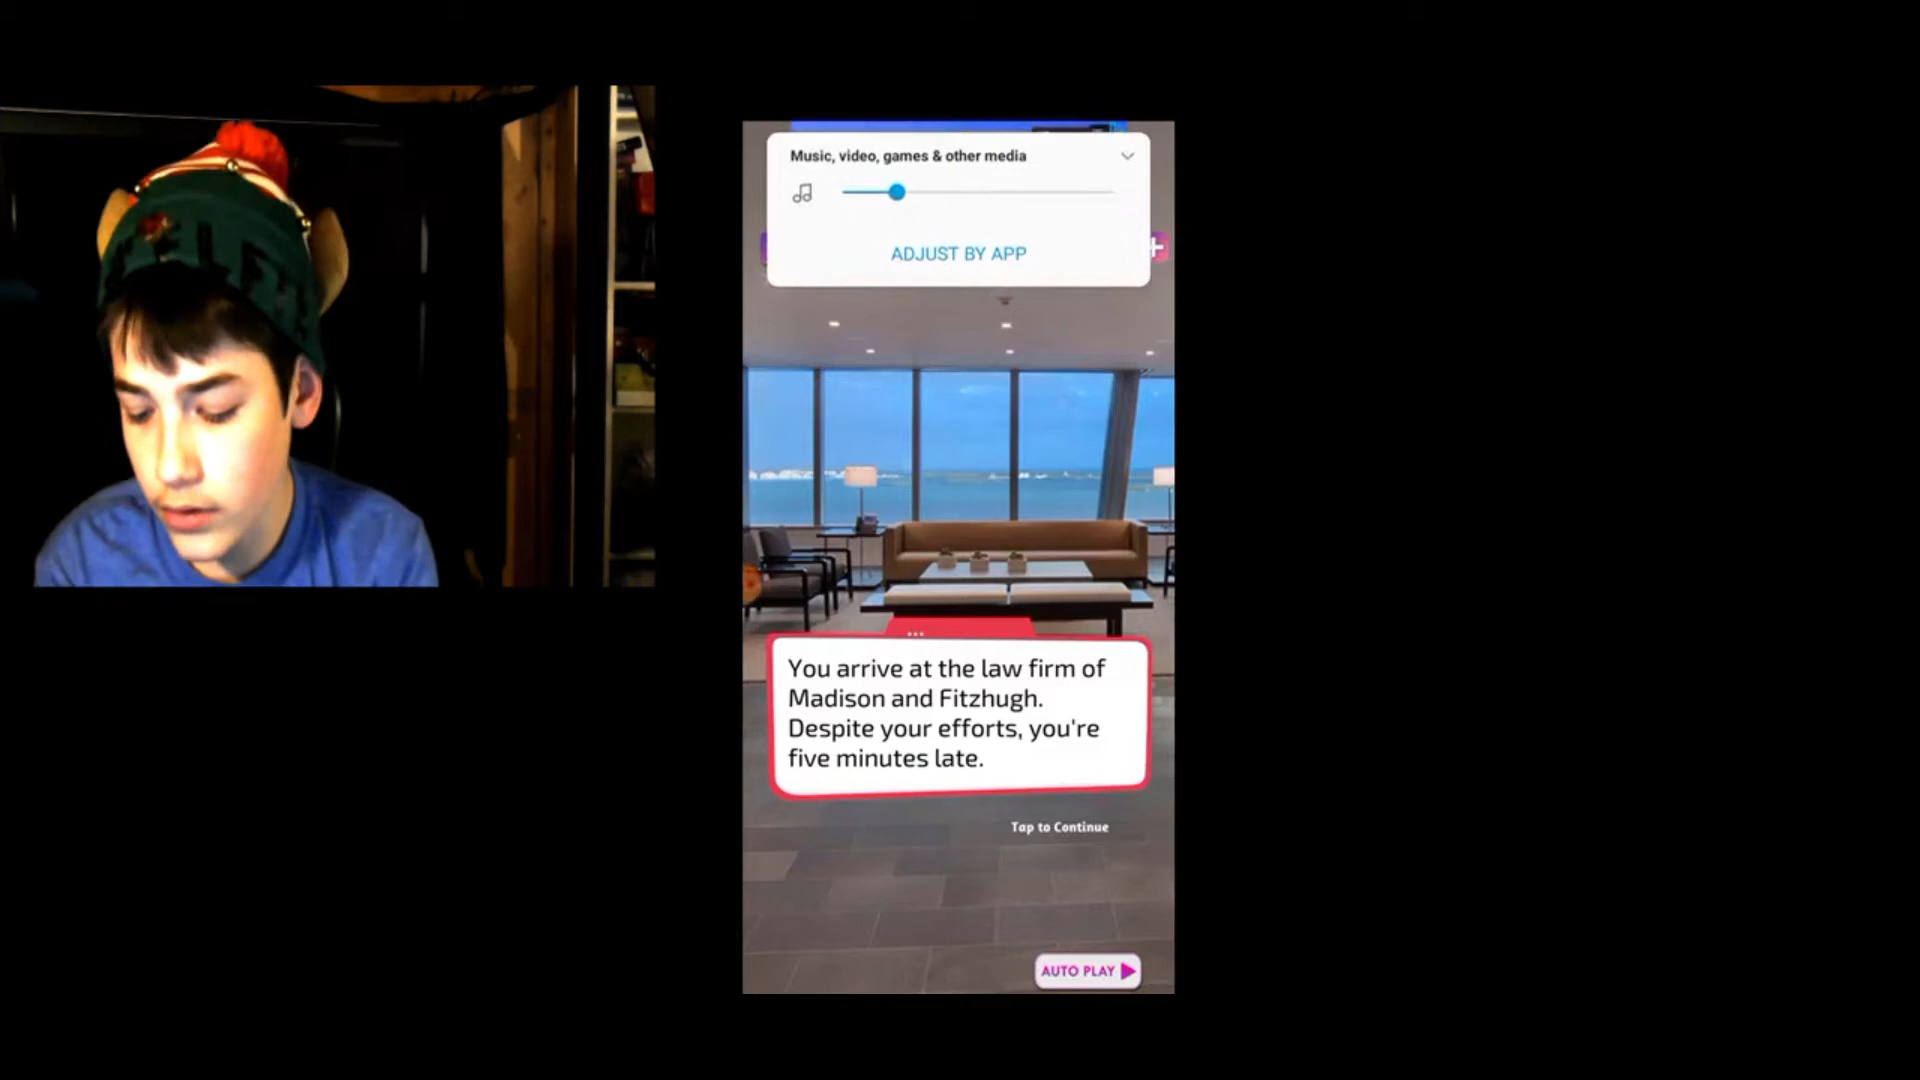 ELF
Music, video, games & other media
ADJUST BY APP
You arrive at the law firm of
Madison and Fitzhugh.
Despite your efforts, you're
five minutes late.
Tap to Continue
AUTO PLAY